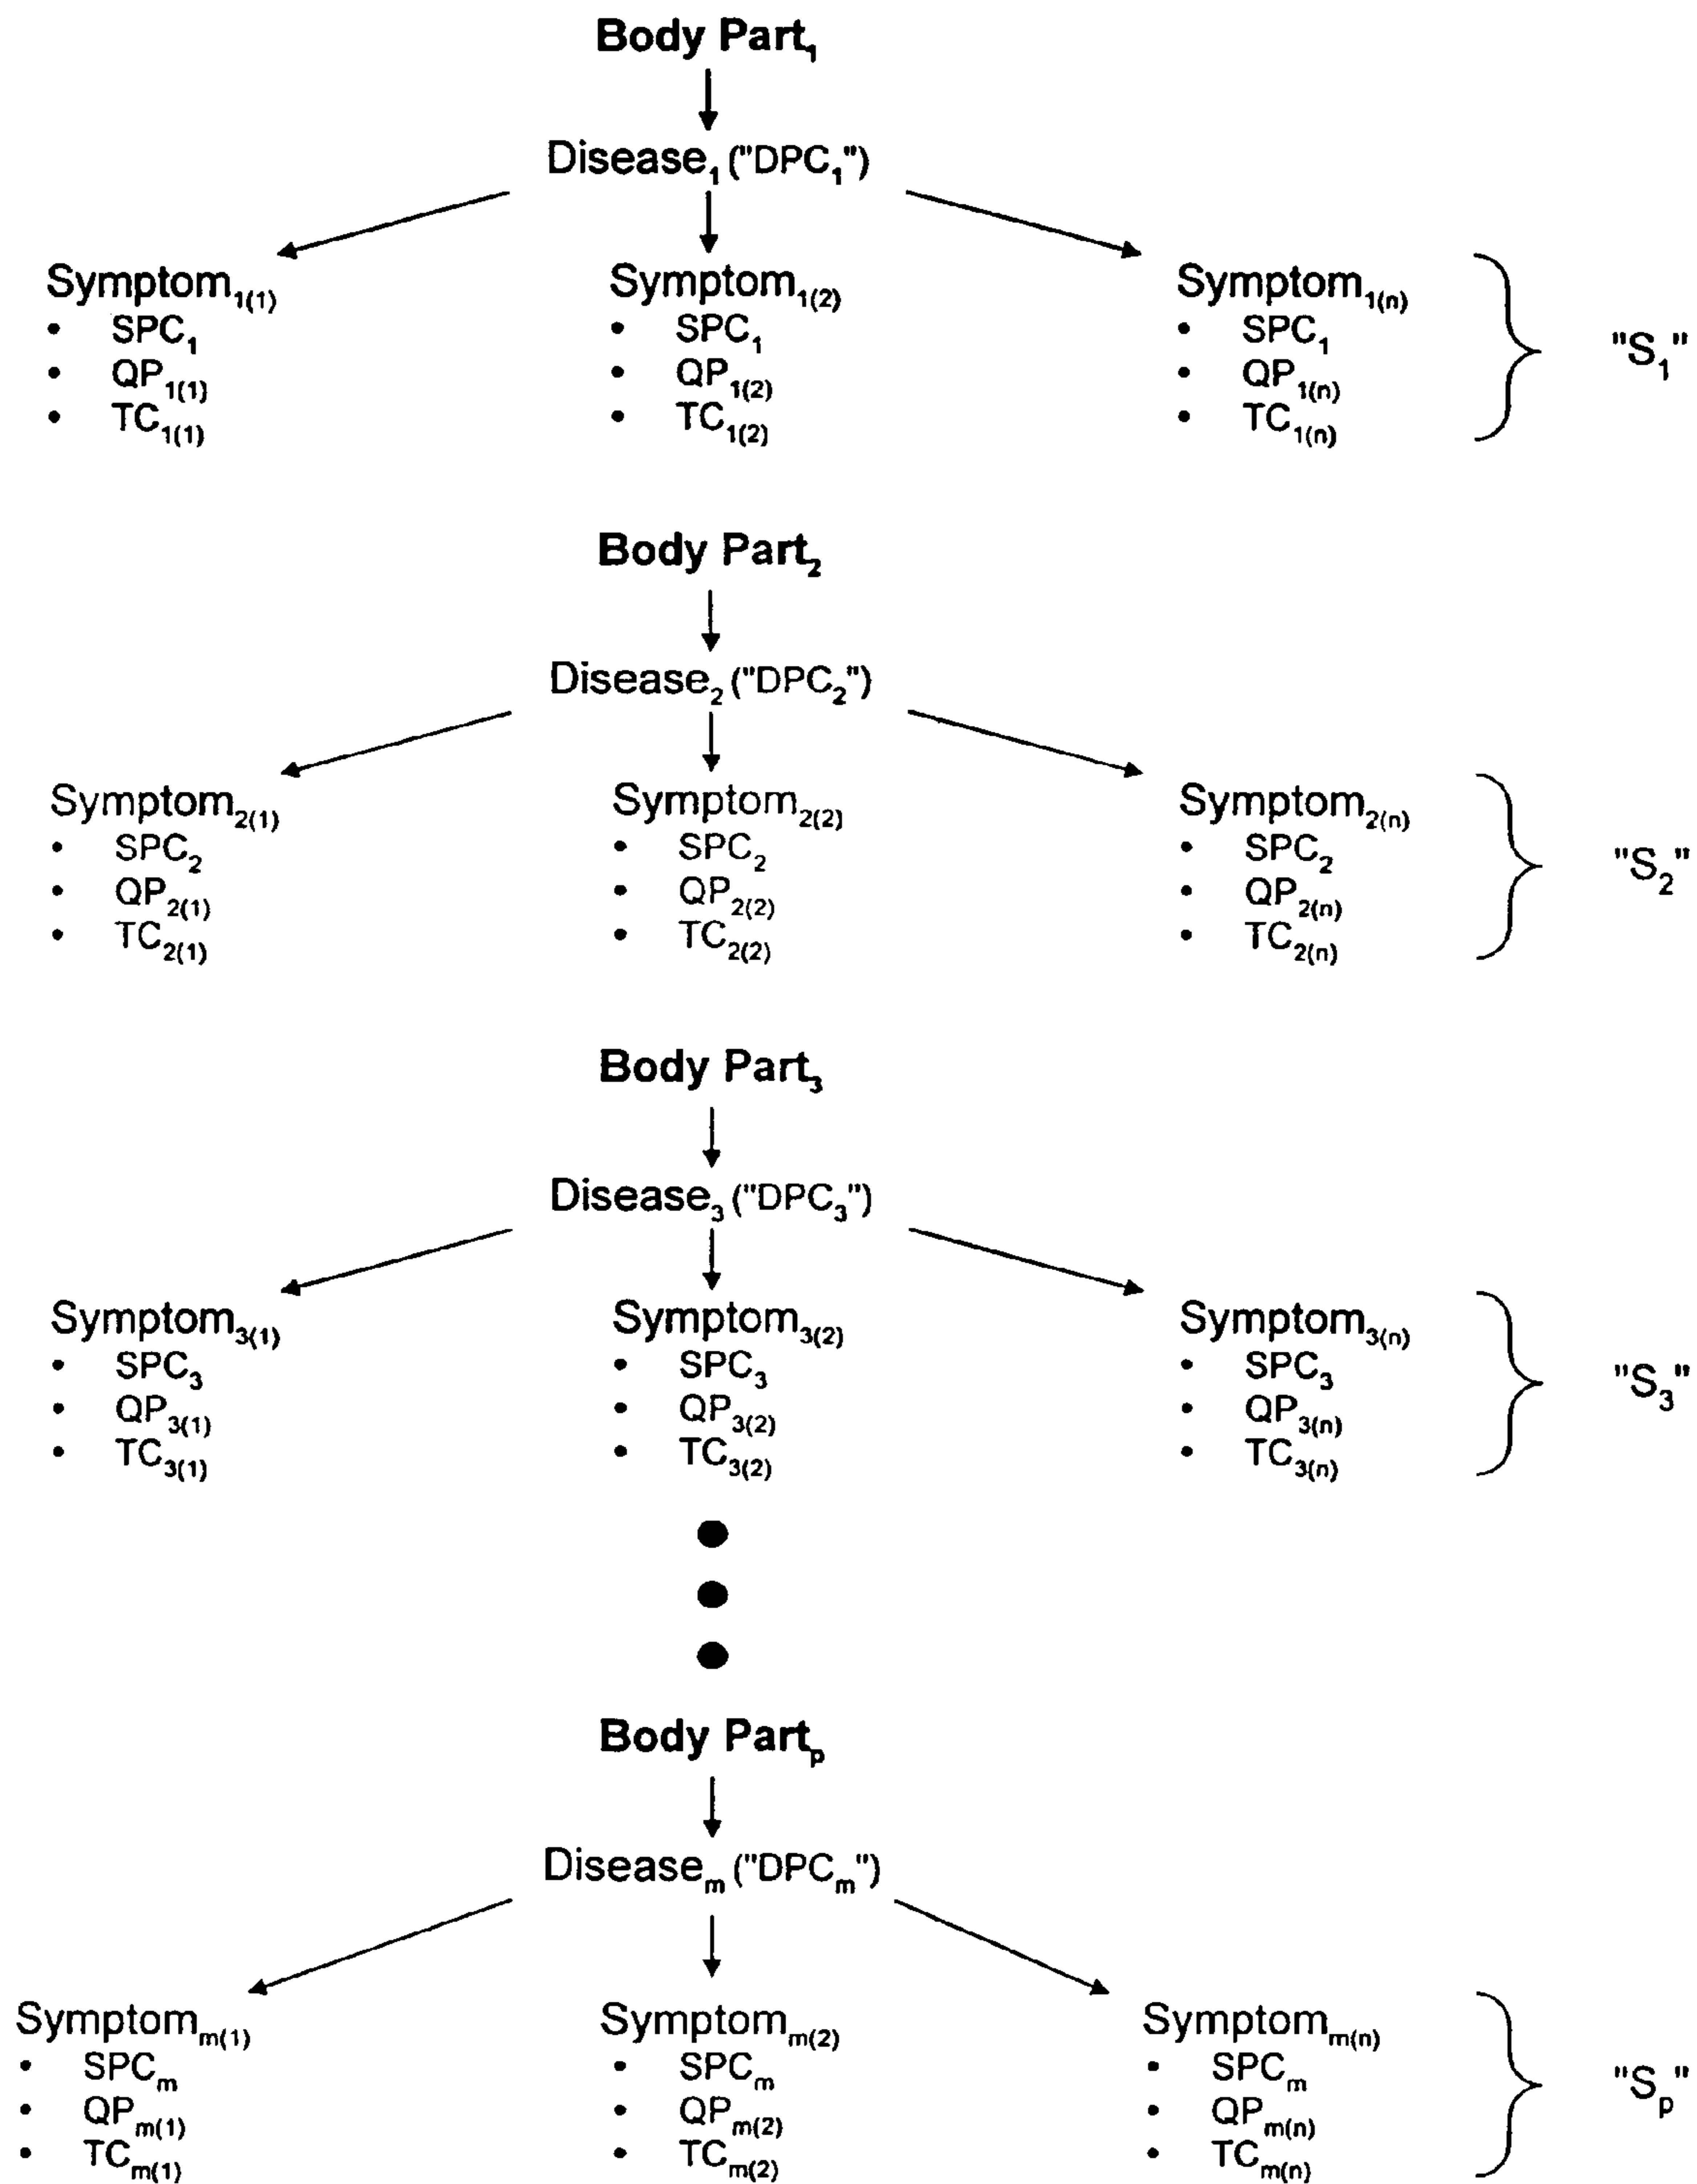 Body Part₁
Disease₁ ("DPC₁")
Symptom₁₍₁₎ Symptom₁₍₂₎ Symptom₁₍ₙ₎
• SPC₁ • SPC₁ • SPC₁ "S₁"
• QP₁₍₁₎ • QP₁₍₂₎ • QP₁₍ₙ₎
• TC₁₍₁₎ • TC₁₍₂₎ • TC₁₍ₙ₎
Body Part₂
Disease₂ ("DPC₂")
Symptom₂₍₁₎ Symptom₂₍₂₎ Symptom₂₍ₙ₎
• SPC₂ • SPC₂ • SPC₂ "S₂"
• QP₂₍₁₎ • QP₂₍₂₎ • QP₂₍ₙ₎
• TC₂₍₁₎ • TC₂₍₂₎ • TC₂₍ₙ₎
Body Part₃
Disease₃ ("DPC₃")
Symptom₃₍₁₎ Symptom₃₍₂₎ Symptom₃₍ₙ₎
• SPC₃ • SPC₃ • SPC₃ "S₃"
• QP₃₍₁₎ • QP₃₍₂₎ • QP₃₍ₙ₎
• TC₃₍₁₎ • TC₃₍₂₎ • TC₃₍ₙ₎
Body Partₚ
Diseaseₘ ("DPCₘ")
Symptomₘ₍₁₎ Symptomₘ₍₂₎ Symptomₘ₍ₙ₎
• SPCₘ • SPCₘ • SPCₘ "Sₚ"
• QPₘ₍₁₎ • QPₘ₍₂₎ • QPₘ₍ₙ₎
• TCₘ₍₁₎ • TCₘ₍₂₎ • TCₘ₍ₙ₎